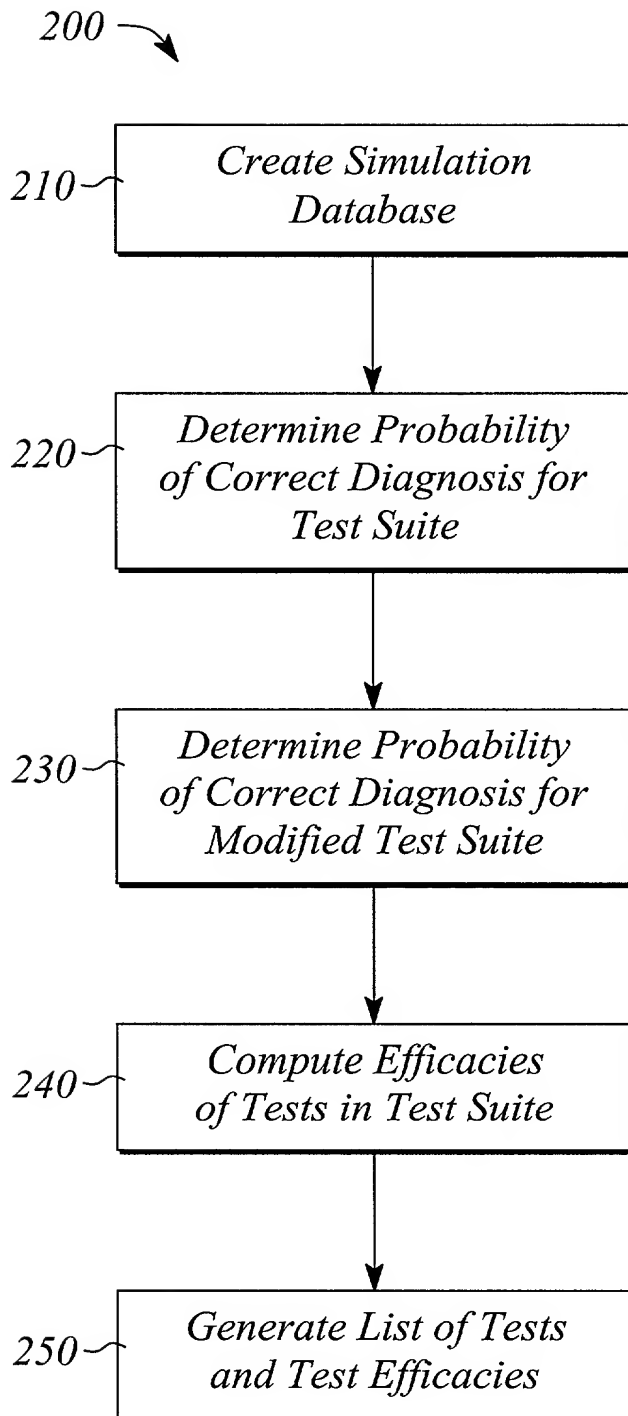 200
210
Create Simulation
Database
220
Determine Probability
of Correct Diagnosis for
Test Suite
230
Determine Probability
of Correct Diagnosis for
Modified Test Suite
240
Compute Efficacies
of Tests in Test Suite
250
Generate List of Tests
and Test Efficacies